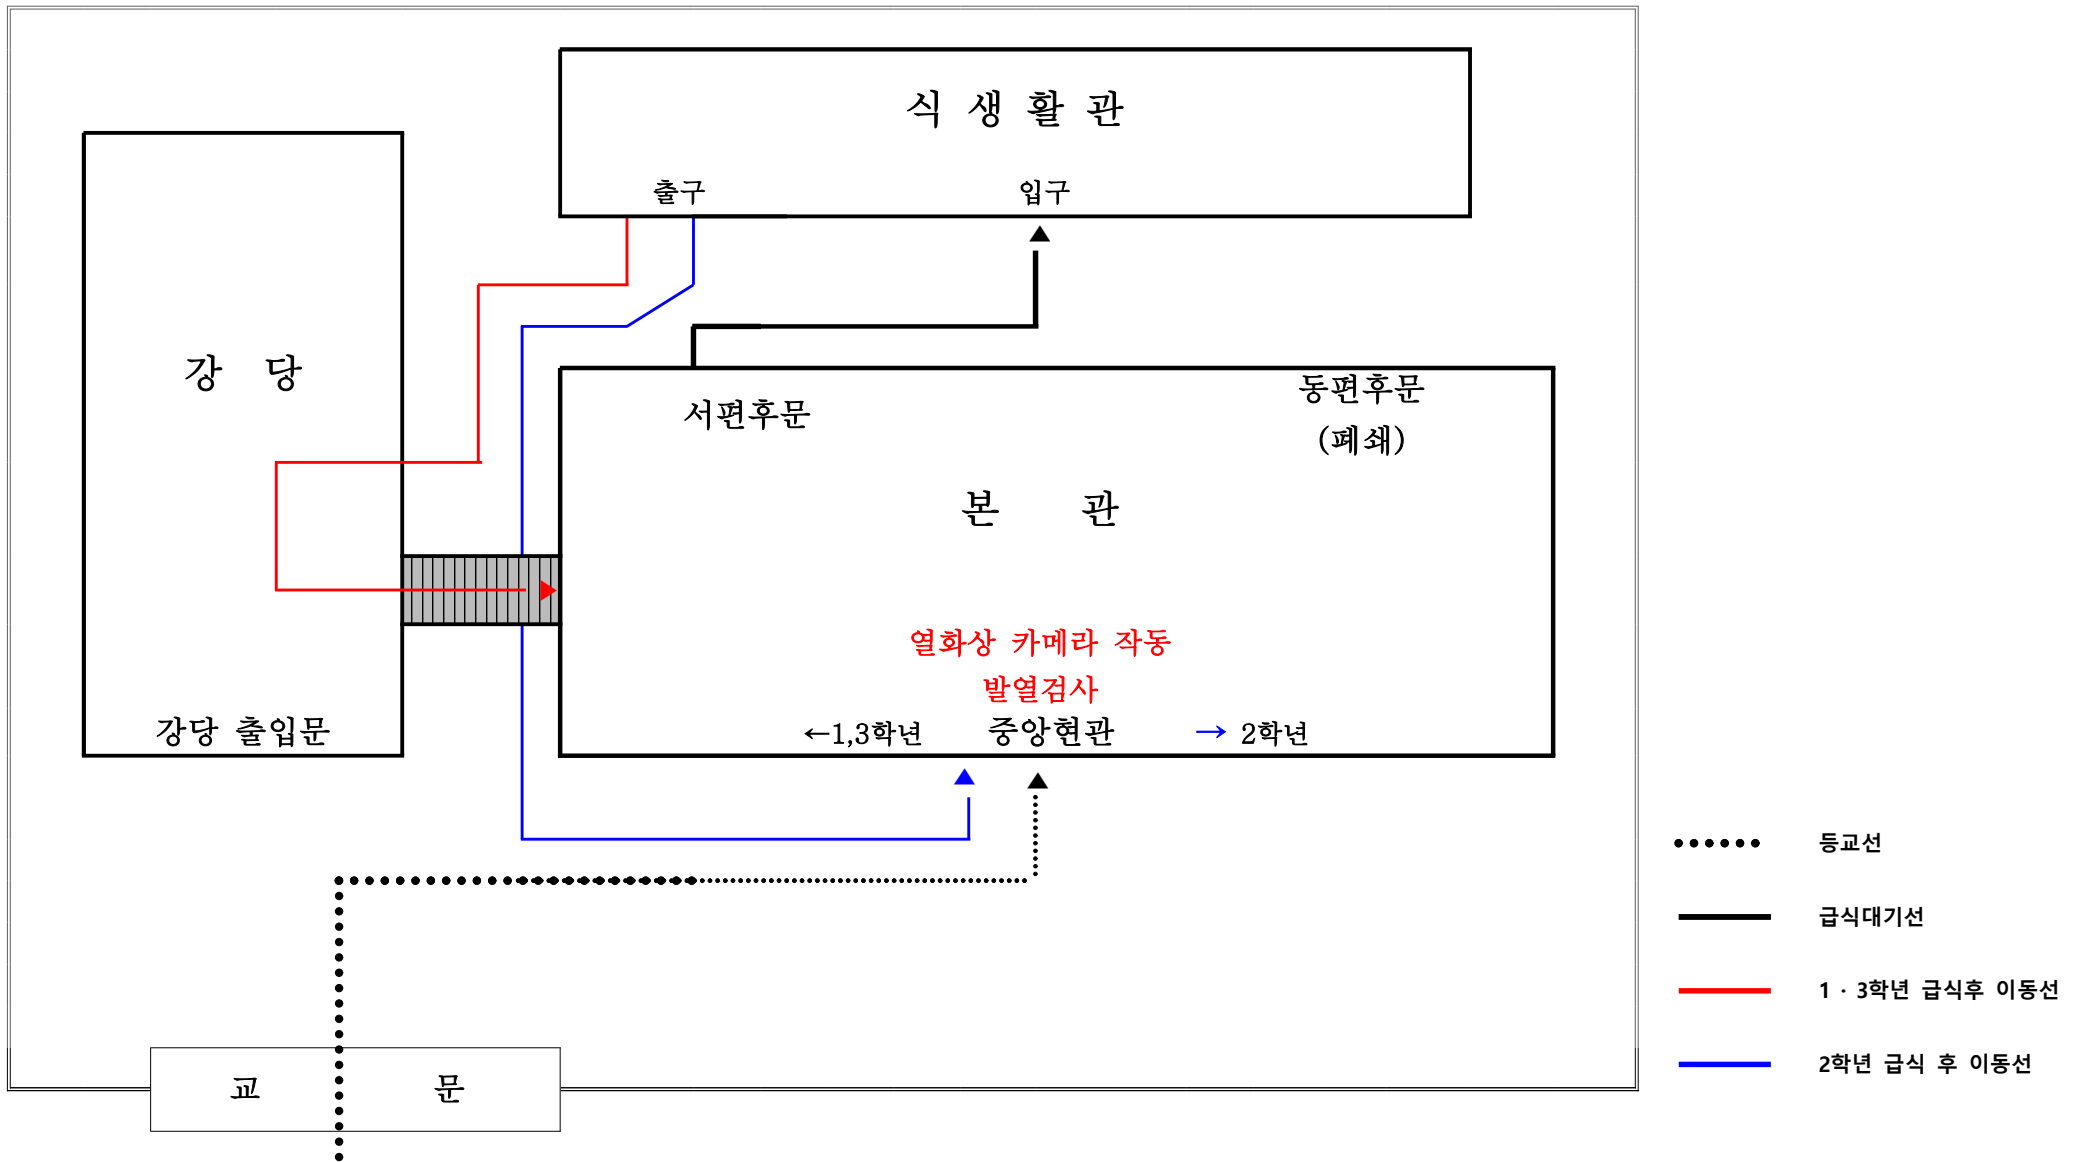 식 생 활 관
출구 입구
강 당
서편후문
동편후문
(폐쇄)
본 관
열화상 카메라 작동
발열검사
←1,3학년 중앙현관 → 2학년
강당 출입문
교 문
등교선
급식대기선
1 · 3학년 급식후 이동선
2학년 급식 후 이동선